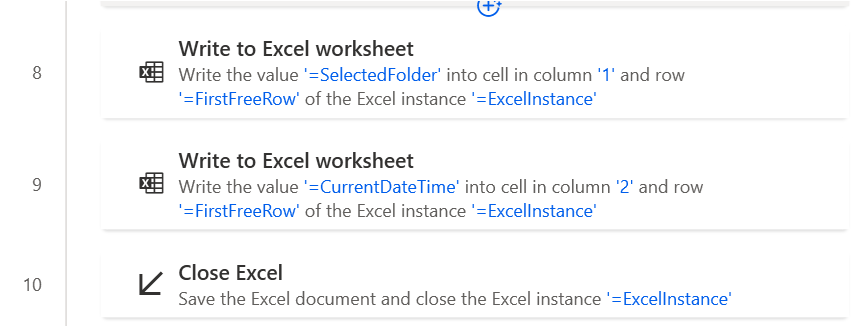 8
Write to Excel worksheet
Write the value '=SelectedFolder' into cell in column '1' and row
'=FirstFreeRow' of the Excel instance '=ExcelInstance'
9
Write to Excel worksheet
Write the value '=CurrentDateTime' into cell in column '2' and row
'=FirstFreeRow' of the Excel instance '=ExcelInstance'
10
Close Excel
Save the Excel document and close the Excel instance '=ExcelInstance'